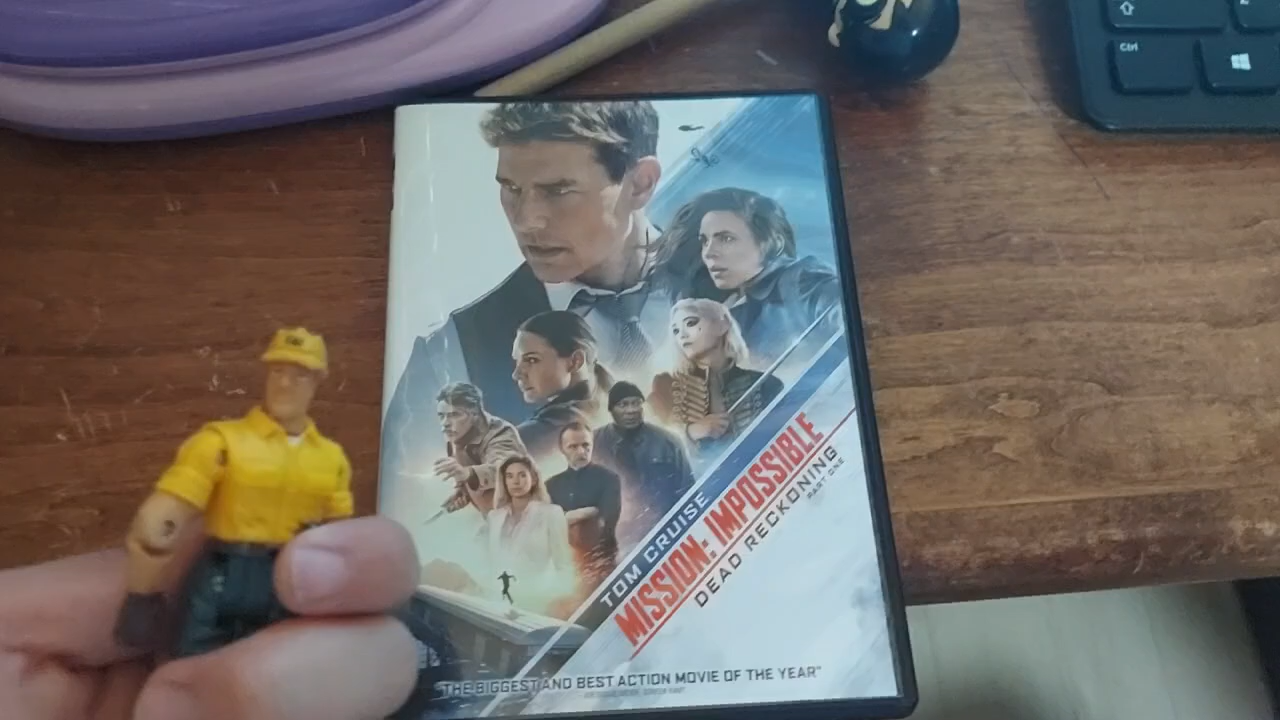 Ctrl
TOM CRUISE
MISSION: IMPOSSIBLE
DEAD RECKONING
PART ONE
"THE BIGGEST AND BEST ACTION MOVIE OF THE YEAR"